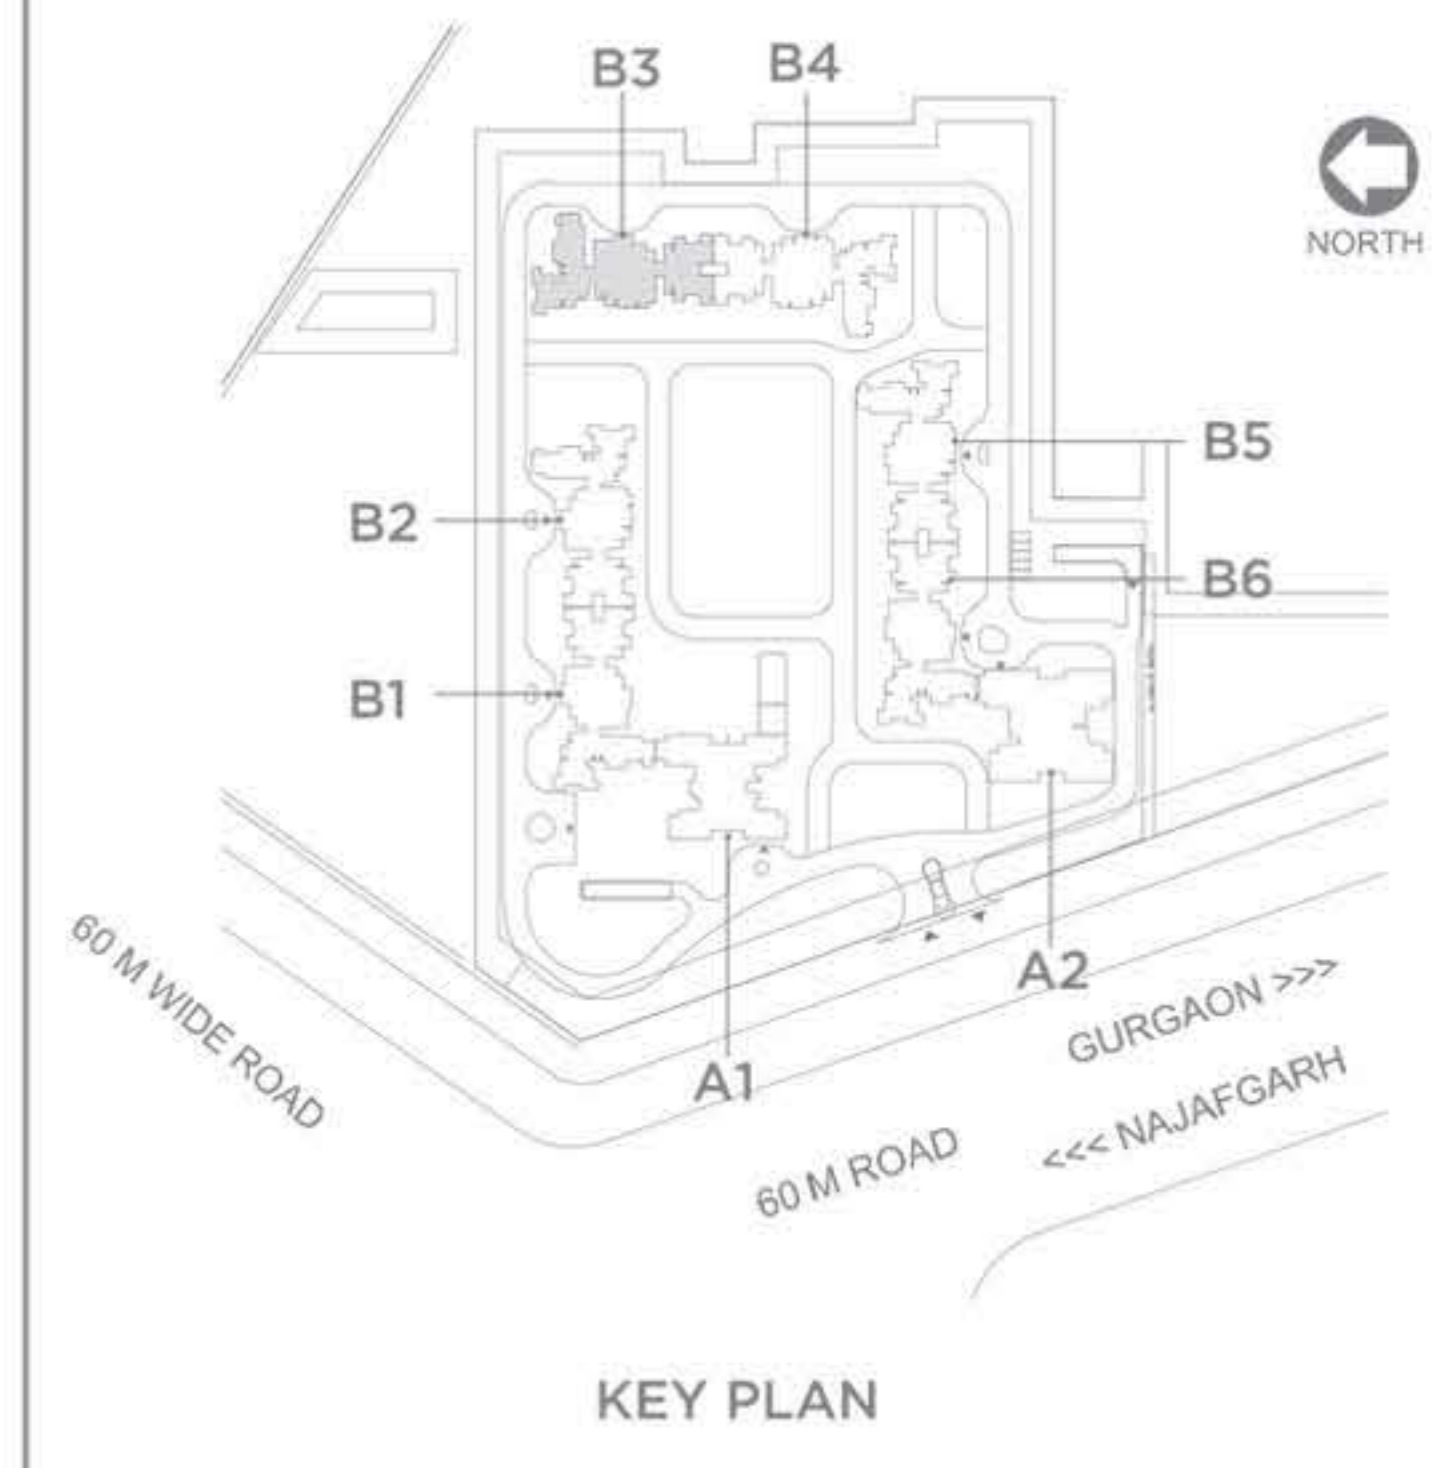 B3
B4
NORTH
B5
B2
B6
B1
A2
60 M WIDE ROAD
GURGAON >>>
A1
<<< NAJAFGARH
60 M ROAD
KEY PLAN